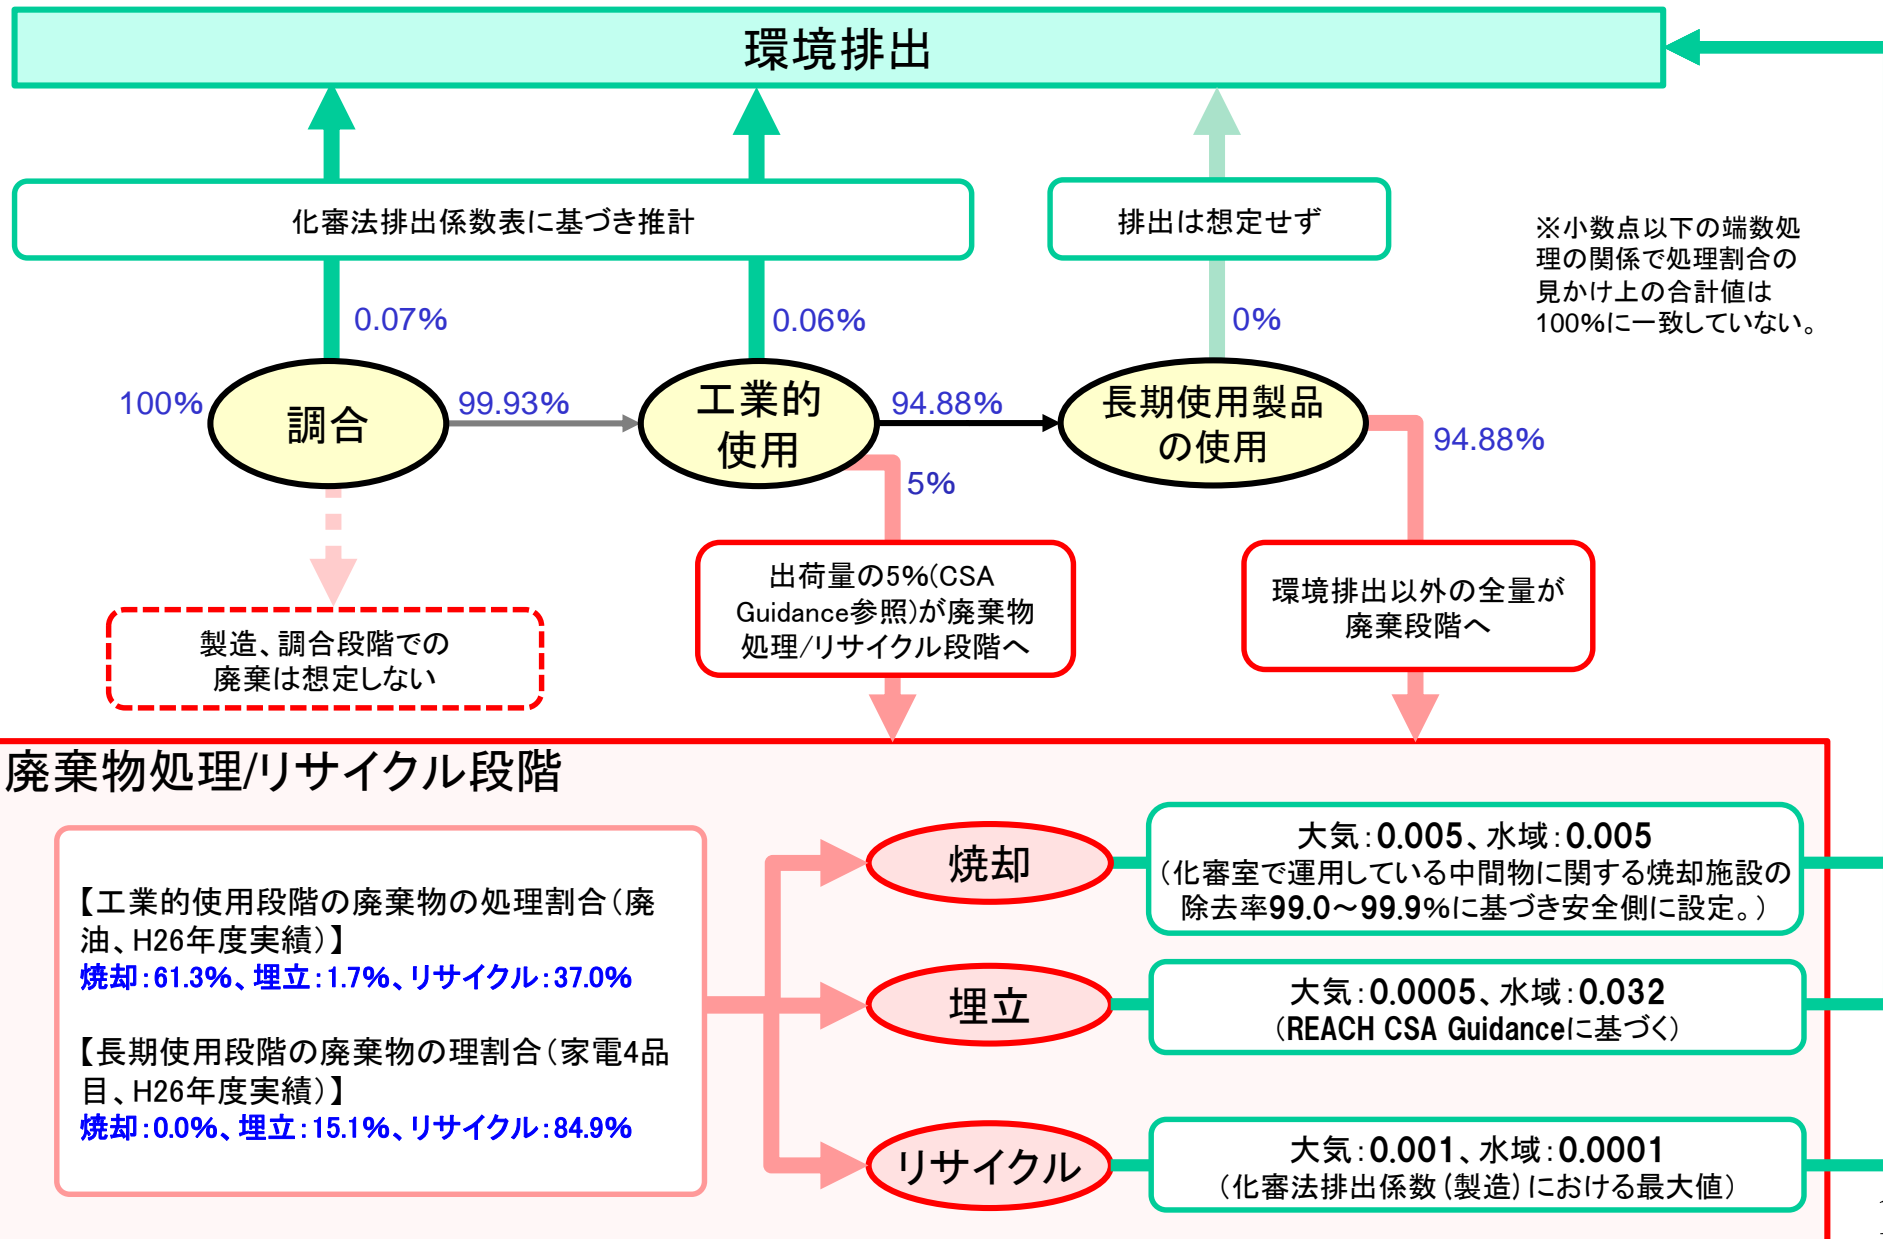 環境排出
化審法排出係数表に基づき推計
排出は想定せず
※小数点以下の端数処
理の関係で処理割合の
見かけ上の合計値は
100%に一致していない。
0.07%
0.06%
0%
100%
調合
99.93%
工業的
使用
94.88%
長期使用製品
の使用
94.88%
5%
製造、調合段階での
廃棄は想定しない
出荷量の5%(CSA
Guidance参照)が廃棄物
処理/リサイクル段階へ
環境排出以外の全量が
廃棄段階へ
廃棄物処理/リサイクル段階
【工業的使用段階の廃棄物の処理割合(廃
油、H26年度実績)】
焼却:61.3%、埋立:1.7%、リサイクル:37.0%
【長期使用段階の廃棄物の理割合(家電4品
目、H26年度実績)】
焼却:0.0%、埋立:15.1%、リサイクル:84.9%
焼却
大気:0.005、水域:0.005
(化審室で運用している中間物に関する焼却施設の
除去率99.0~99.9%に基づき安全側に設定。)
埋立
大気:0.0005、水域:0.032
(REACH CSA Guidanceに基づく)
リサイクル
大気:0.001、水域:0.0001
(化審法排出係数(製造)における最大値)